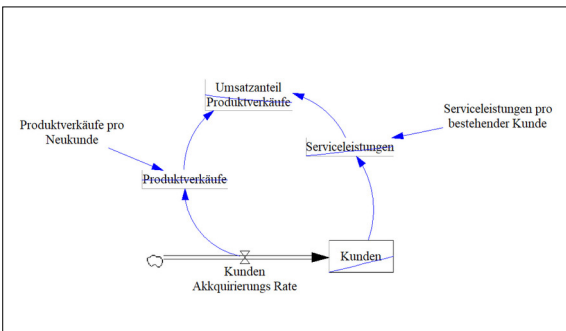 Umsatzanteil
Produktverkäufe
Produktverkäufe pro
Neukunde
Serviceleistungen pro
bestehender Kunde
Serviceleistungen
Produktverkäufe
Kunden
Kunden
Akkquirierungs Rate